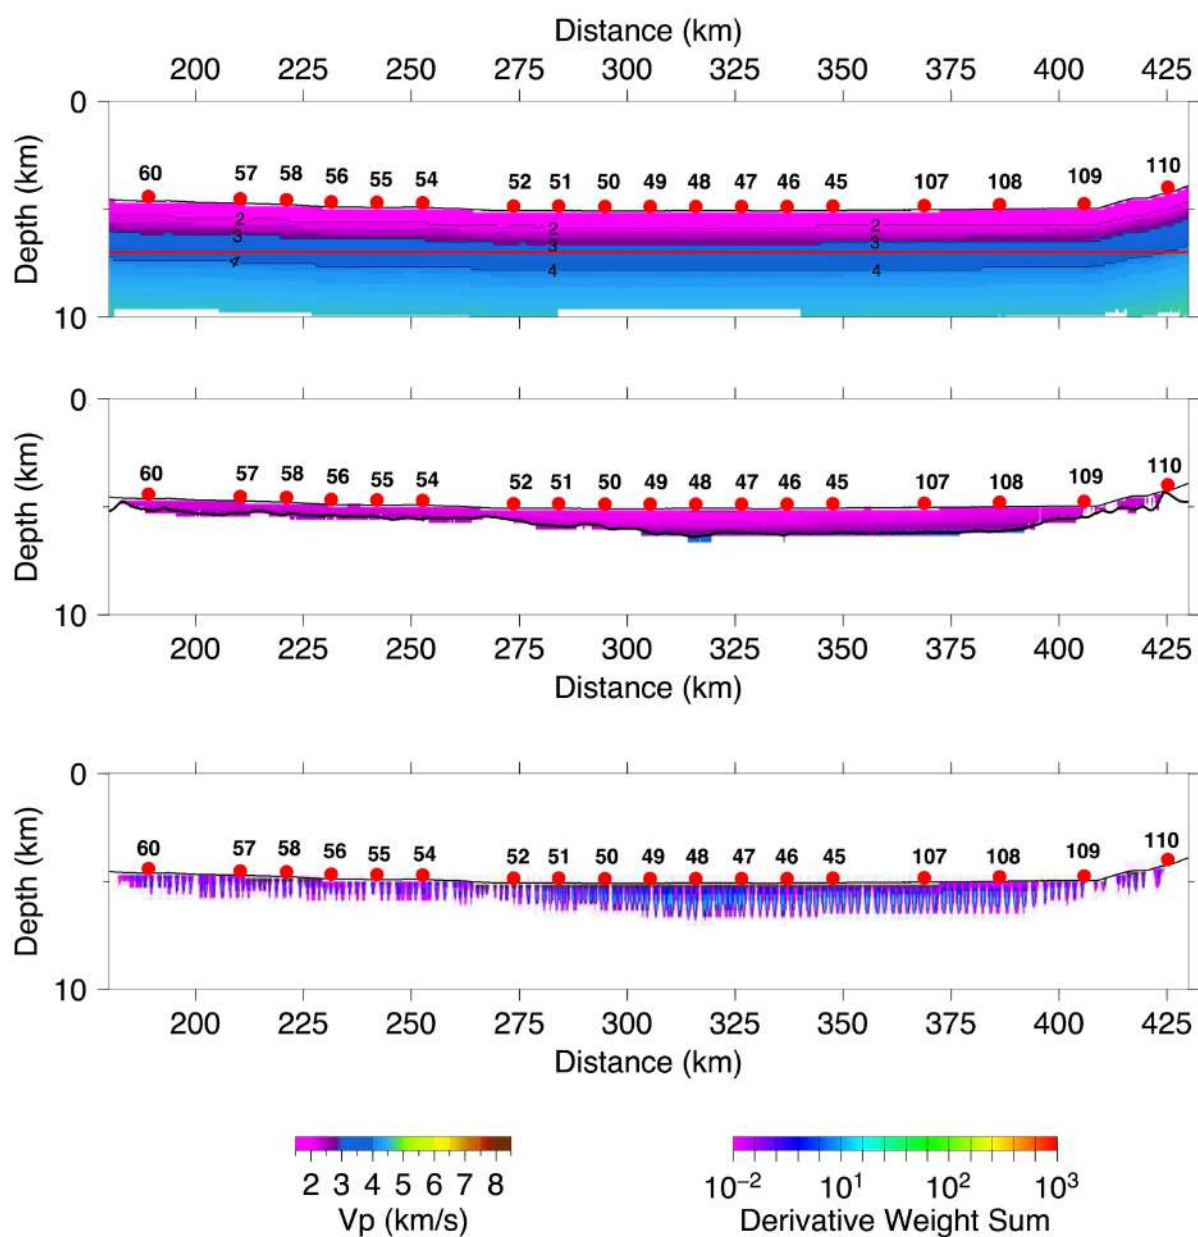 Distance (km)
200 225 250 275 300 325 350 375 400 425
0
Depth (km)
10
60 57 58 56 55 54 52 51 50 49 48 47 46 45 107 108 109 110
2 2 2
3 3 3
4 4 4
0
Depth (km)
10
60 57 58 56 55 54 52 51 50 49 48 47 46 45 107 108 109 110
200 225 250 275 300 325 350 375 400 425
Distance (km)
0
Depth (km)
10
60 57 58 56 55 54 52 51 50 49 48 47 46 45 107 108 109 110
200 225 250 275 300 325 350 375 400 425
Distance (km)
2 3 4 5 6 7 8
Vp (km/s)
10⁻² 10¹ 10² 10³
Derivative Weight Sum